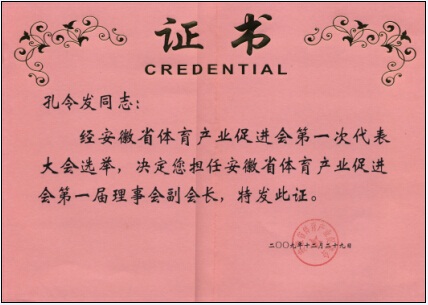 证书
CREDENTIAL
孔令发同志：
经安徽省体育产业促进会第一次代表
大会选举，决定您担任安徽省体育产业促进
会第一届理事会副会长，特发此证。
二〇〇九年十二月二十九日